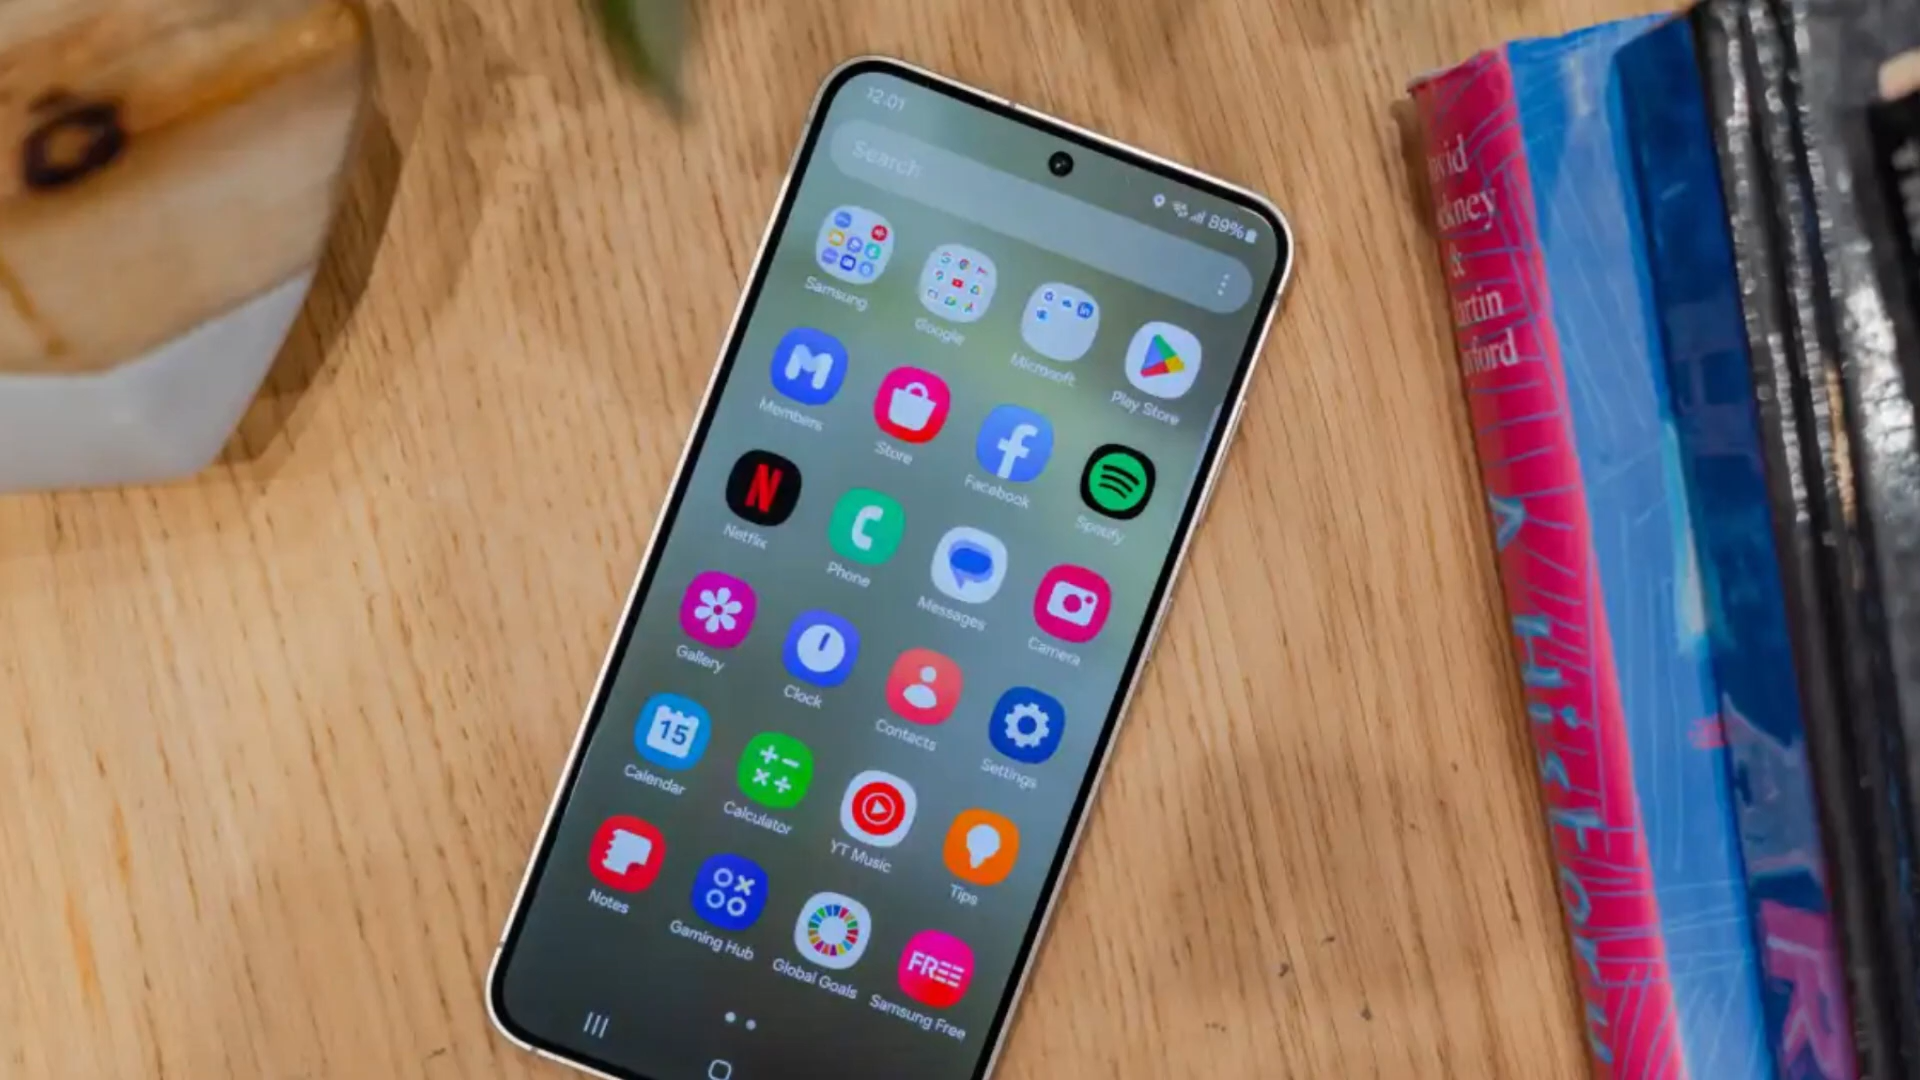 12:01
89%
Search
Samsung
Google
Microsoft
Play Store
Members
Store
Facebook
Spotify
Netflix
Phone
Messages
Camera
Gallery
Clock
Contacts
Settings
15
Calendar
Calculator
YT Music
Tips
Notes
Gaming Hub
Global Goals
FREE
Samsung Free
&